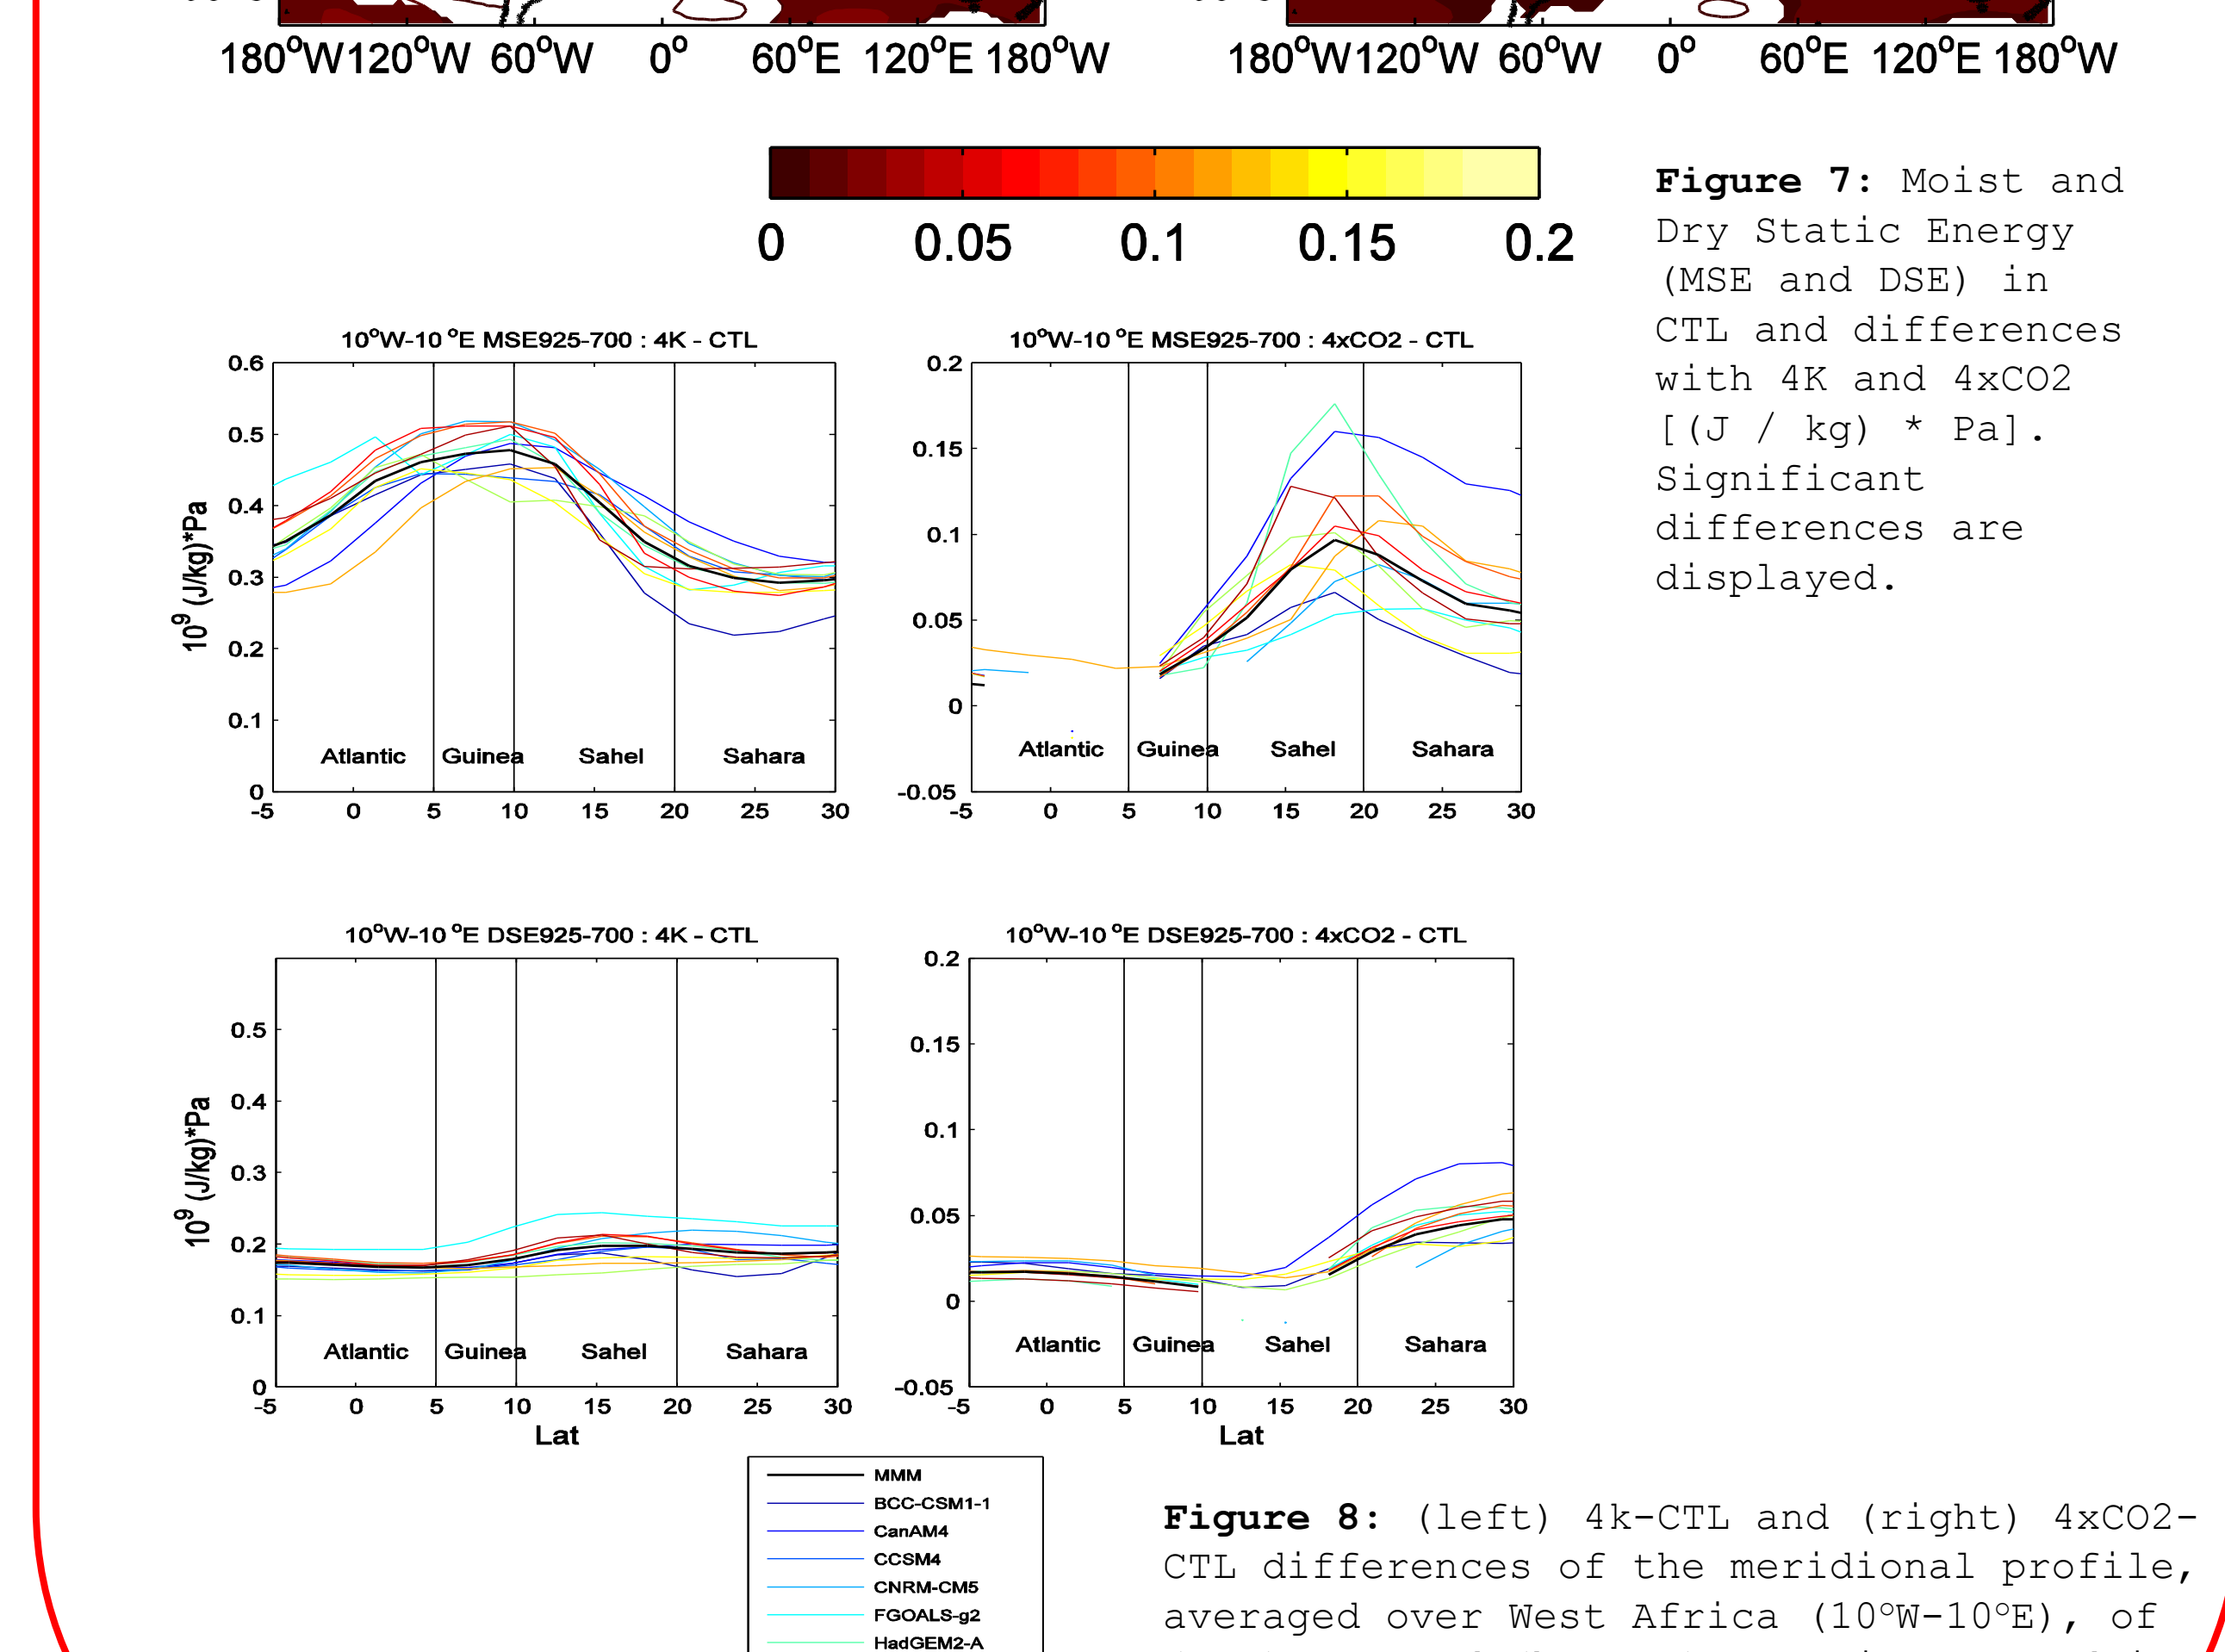 180°W 120°W 60°W 0° 60°E 120°E 180°W
180°W 120°W 60°W 0° 60°E 120°E 180°W
0 0.05 0.1 0.15 0.2
Figure 7: Moist and
Dry Static Energy
(MSE and DSE) in
CTL and differences
with 4K and 4xCO2
[(J / kg) * Pa].
Significant
differences are
displayed.
10°W-10 °E MSE925-700 : 4K - CTL
10⁹ (J/kg)*Pa
0.6
0.5
0.4
0.3
0.2
0.1
0
Atlantic Guinea Sahel Sahara
-5 0 5 10 15 20 25 30
10°W-10 °E MSE925-700 : 4xCO2 - CTL
0.2
0.15
0.1
0.05
0
-0.05
Atlantic Guinea Sahel Sahara
-5 0 5 10 15 20 25 30
10°W-10 °E DSE925-700 : 4K - CTL
10⁹ (J/kg)*Pa
0.5
0.4
0.3
0.2
0.1
0
Atlantic Guinea Sahel Sahara
-5 0 5 10 15 20 25 30
Lat
10°W-10 °E DSE925-700 : 4xCO2 - CTL
0.2
0.15
0.1
0.05
0
-0.05
Atlantic Guinea Sahel Sahara
-5 0 5 10 15 20 25 30
Lat
MMM
BCC-CSM1-1
CanAM4
CCSM4
CNRM-CM5
FGOALS-g2
HadGEM2-A
Figure 8: (left) 4k-CTL and (right) 4xCO2-
CTL differences of the meridional profile,
averaged over West Africa (10°W-10°E), of